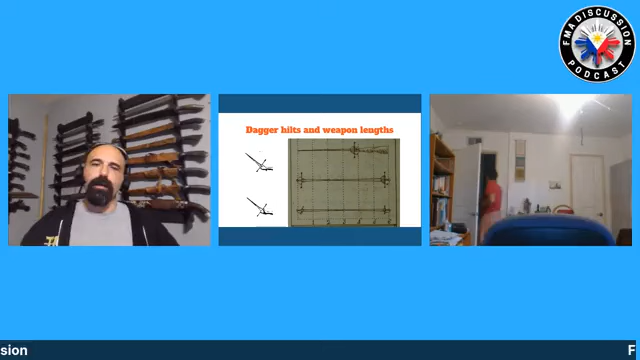 FMA DISCUSSION
PODCAST
Dagger hilts and weapon lengths
sion
F